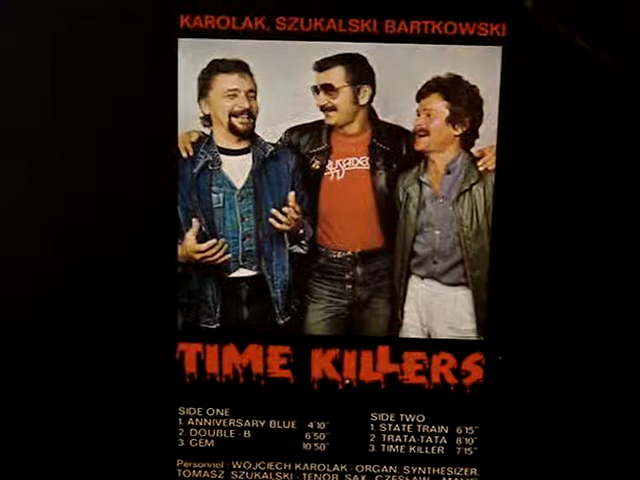 KAROLAK, SZUKALSKI, BARTKOWSKI
CRUSADERS
TIME KILLERS
SIDE ONE
1. ANNIVERSARY BLUE 4'10"
2. DOUBLE - B 6'50"
3. GEM 10'50"
SIDE TWO
1. STATE TRAIN 6'15"
2. TRATA-TATA 8'10"
3. TIME KILLER 7'15"
Personnel: WOJCIECH KAROLAK - ORGAN, SYNTHESIZER,
TOMASZ SZUKALSKI - TENOR SAX, CZESŁAW